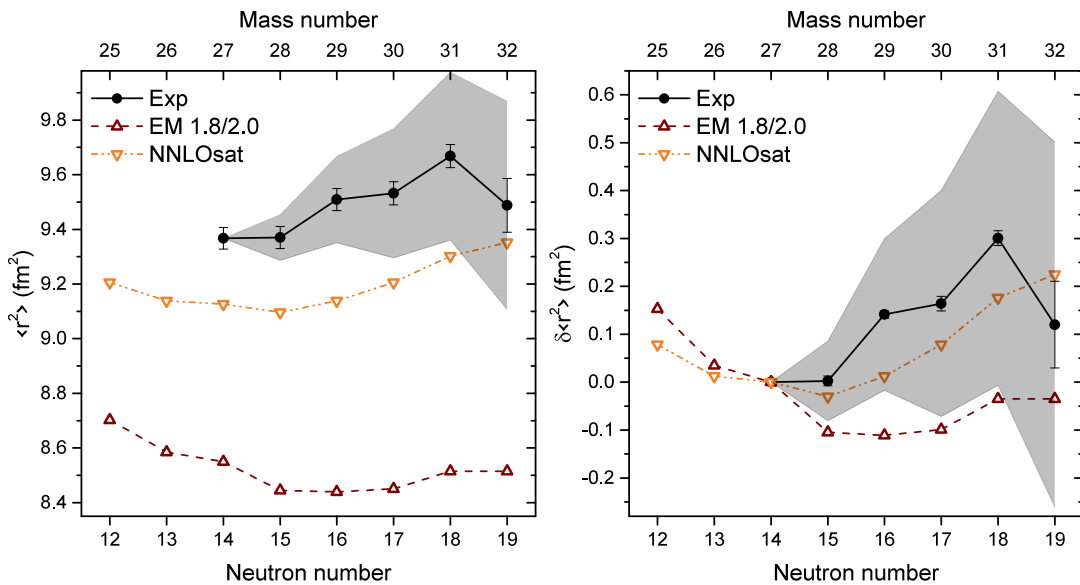 Mass number
25 26 27 28 29 30 31 32
Exp
EM 1.8/2.0
NNLOsat
<r²> (fm²)
9.8
9.6
9.4
9.2
9.0
8.8
8.6
8.4
12 13 14 15 16 17 18 19
Neutron number
Mass number
25 26 27 28 29 30 31 32
Exp
EM 1.8/2.0
NNLOsat
δ<r²> (fm²)
0.6
0.5
0.4
0.3
0.2
0.1
0.0
-0.1
-0.2
12 13 14 15 16 17 18 19
Neutron number